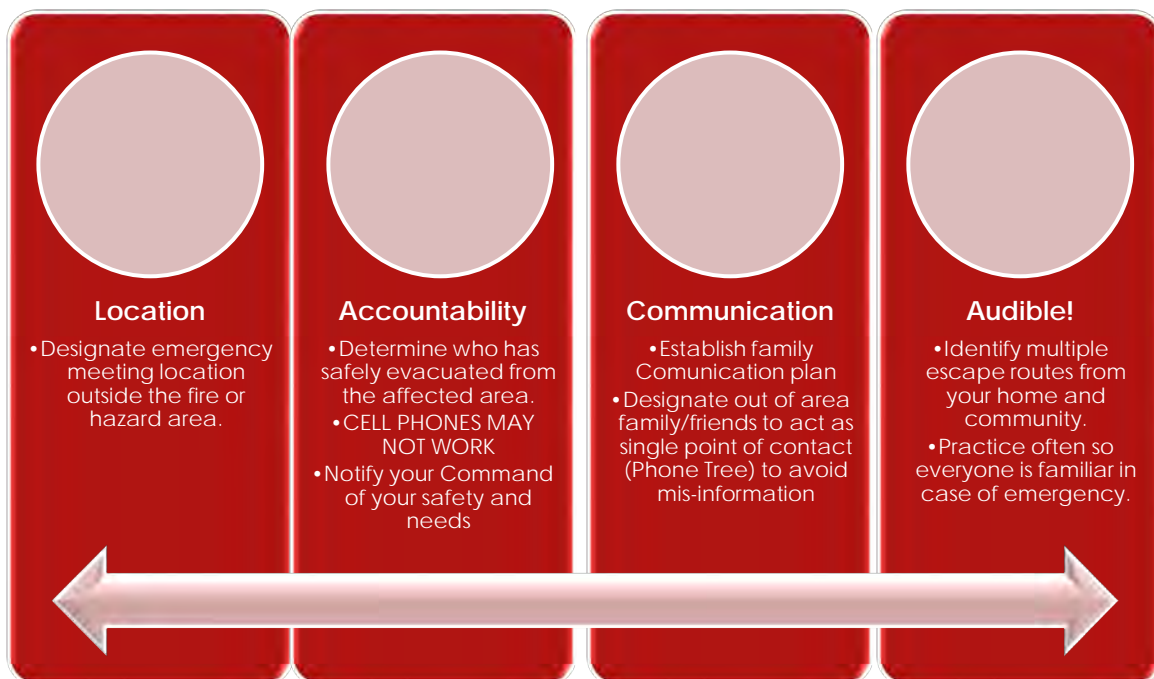 Location
•Designate emergency
meeting location
outside the fire or
hazard area.
Accountability
•Determine who has
safely evacuated from
the affected area.
•CELL PHONES MAY
NOT WORK
•Notify your Command
of your safety and
needs
Communication
•Establish family
Comunication plan
•Designate out of area
family/friends to act as
single point of contact
(Phone Tree) to avoid
mis-information
Audible!
•Identify multiple
escape routes from
your home and
community.
•Practice often so
everyone is familiar in
case of emergency.